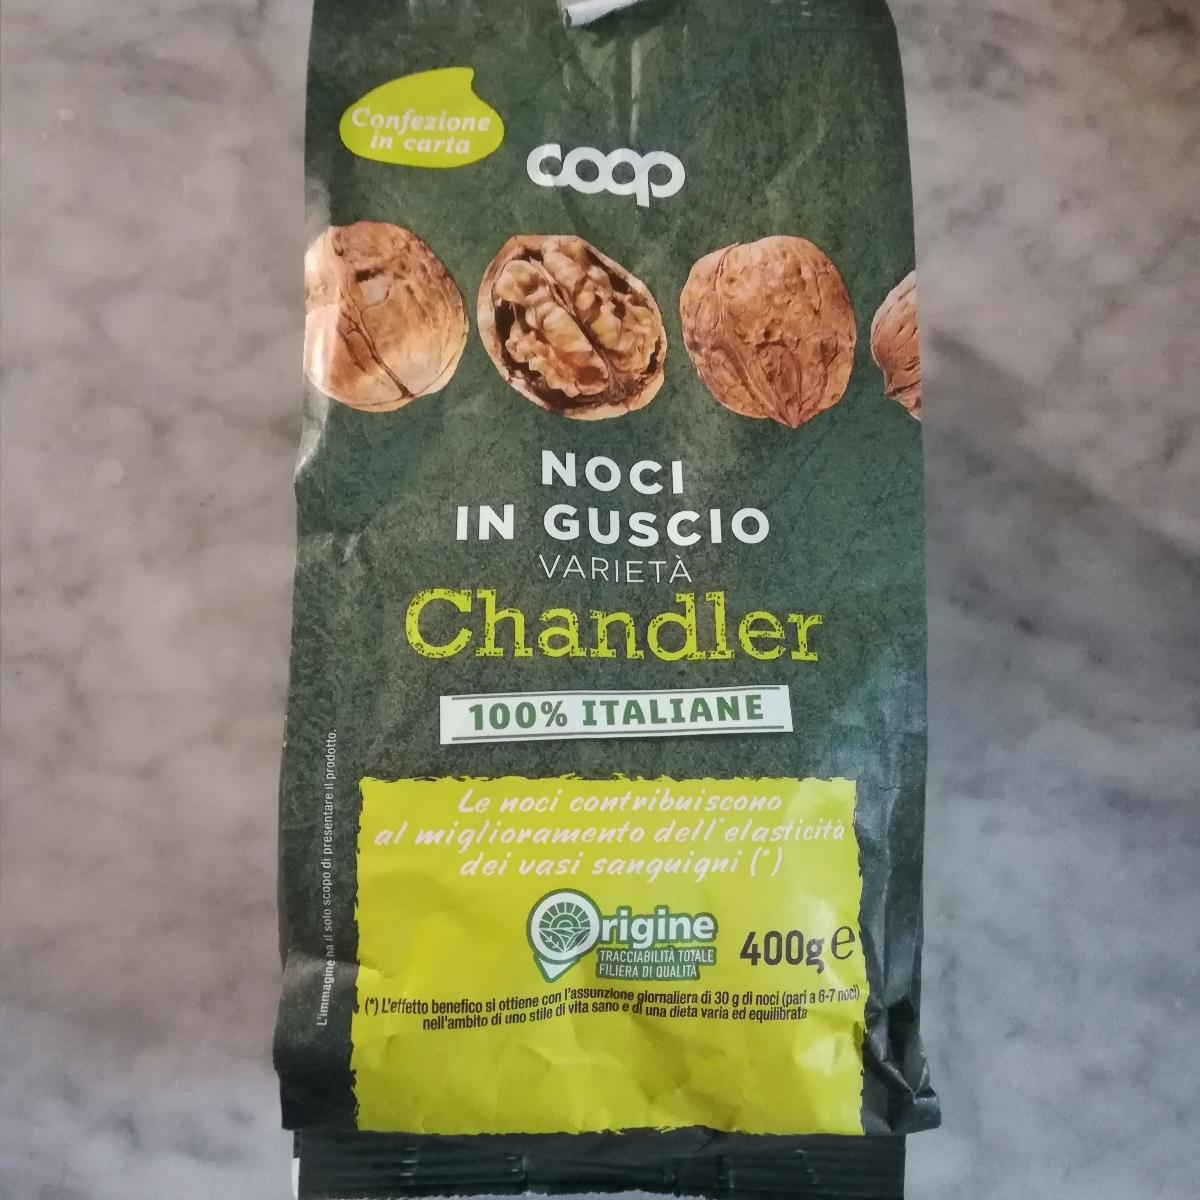 Confezione
in carta
coop
NOCI
IN GUSCIO
VARIETÀ
Chandler
100% ITALIANE
Le noci contribuiscono
al miglioramento dell'elasticità
dei vasi sanguigni (*)
Origine
TRACCIABILITÀ TOTALE
FILIERA DI QUALITÀ
400g e
(*) L'effetto benefico si ottiene con l'assunzione giornaliera di 30 g di noci (pari a 6-7 noci)
nell'ambito di uno stile di vita sano e di una dieta varia ed equilibrata
L'immagine ha il solo scopo di presentare il prodotto.